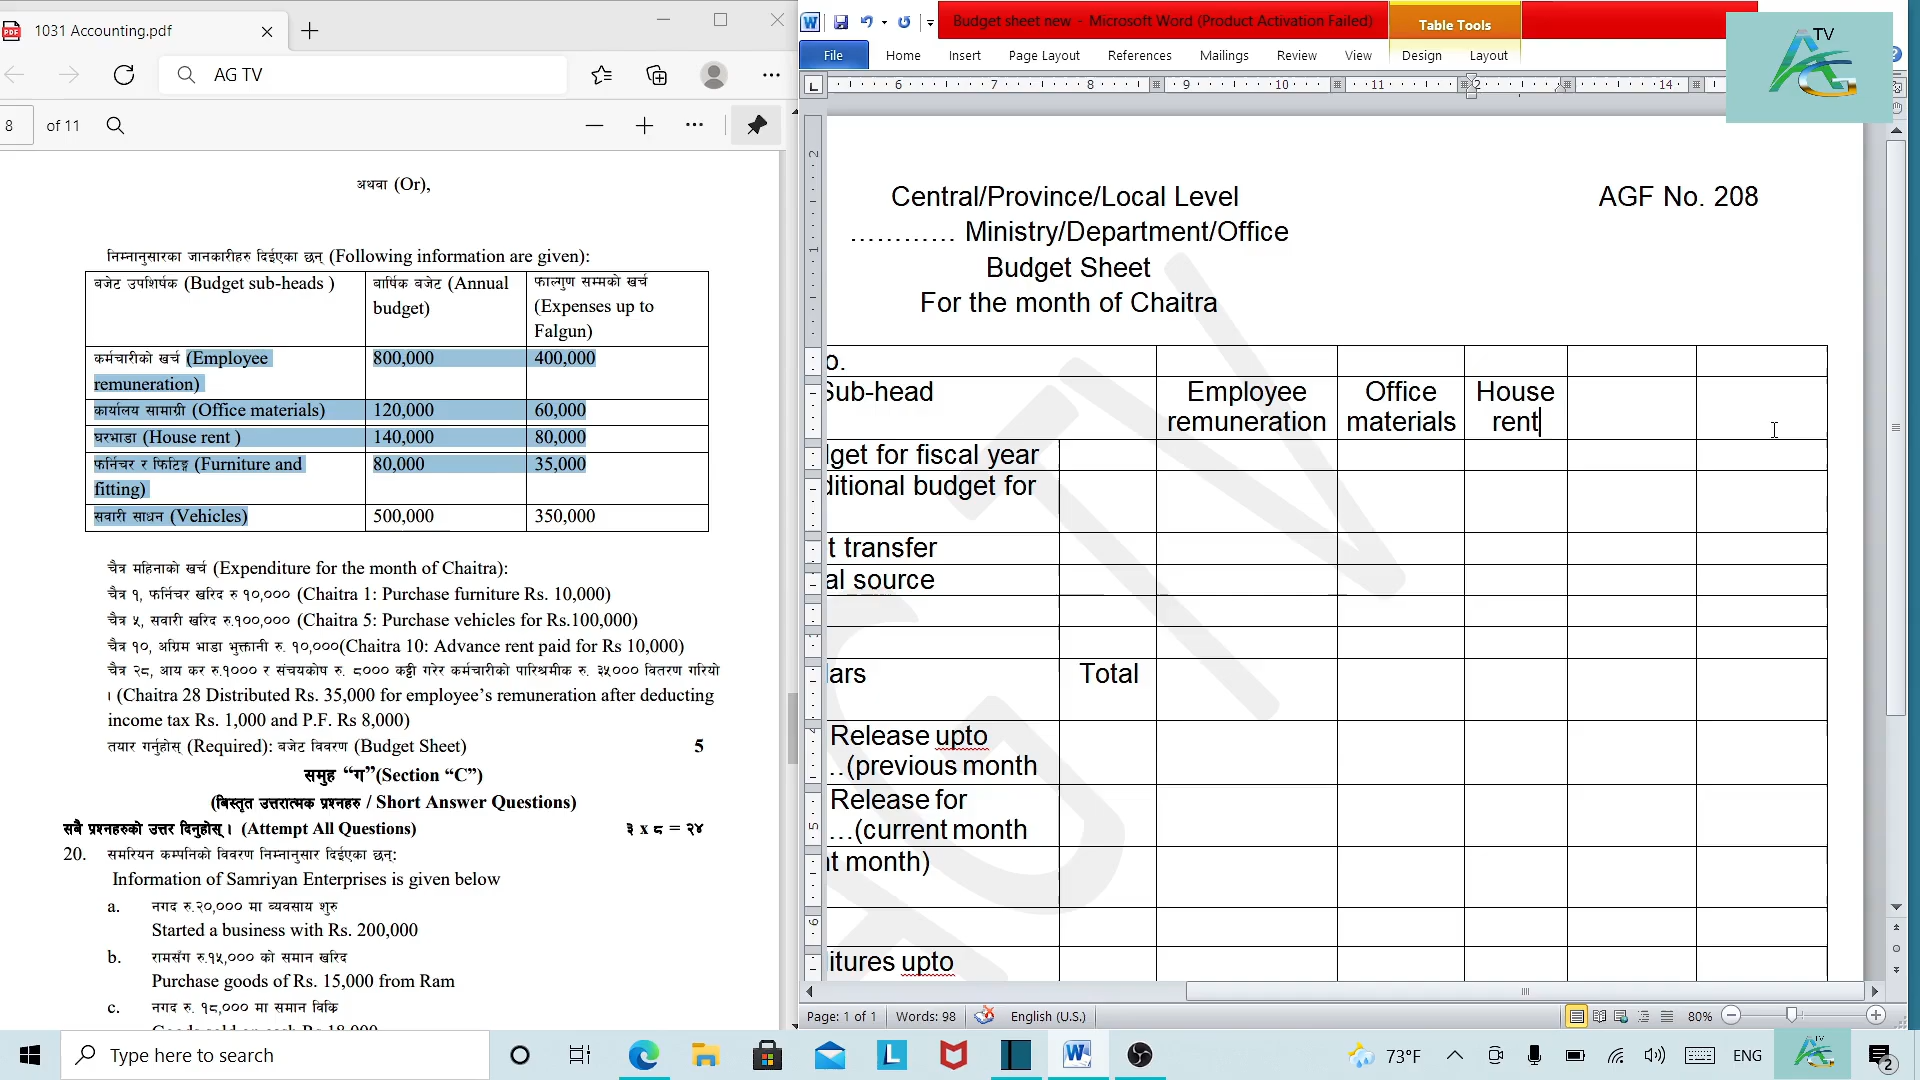 1031 Accounting.pdf
AG TV
8 of 11
अथवा (Or),
निम्नानुसारका जानकारीहरु दिईएका छन् (Following information are given):
बजेट उपशिर्षक (Budget sub-heads ) वार्षिक बजेट (Annual budget) फाल्गुण सम्मको खर्च (Expenses up to Falgun)
कर्मचारीको खर्च (Employee remuneration) 800,000 400,000
कार्यालय सामाग्री (Office materials) 120,000 60,000
घरभाडा (House rent ) 140,000 80,000
फर्निचर र फिटिङ्ग (Furniture and fitting) 80,000 35,000
सवारी साधन (Vehicles) 500,000 350,000
चैत्र महिनाको खर्च (Expenditure for the month of Chaitra):
चैत्र १, फर्निचर खरिद रु १०,००० (Chaitra 1: Purchase furniture Rs. 10,000)
चैत्र ५, सवारी खरिद रु.१००,००० (Chaitra 5: Purchase vehicles for Rs.100,000)
चैत्र १०, अग्रिम भाडा भुक्तानी रु. १०,०००(Chaitra 10: Advance rent paid for Rs 10,000)
चैत्र २८, आय कर रु.१००० र संचयकोष रु. ८००० कट्टी गरेर कर्मचारीको पारिश्रमीक रु. ३५००० वितरण गरियो
। (Chaitra 28 Distributed Rs. 35,000 for employee's remuneration after deducting
income tax Rs. 1,000 and P.F. Rs 8,000)
तयार गर्नुहोस् (Required): बजेट विवरण (Budget Sheet) 5
समुह “ग”(Section “C”)
(बिस्तृत उत्तरात्मक प्रश्नहरु / Short Answer Questions)
सबै प्रश्नहरुको उत्तर दिनुहोस् । (Attempt All Questions) ३ x ८ = २४
20. समरियन कम्पनिको विवरण निम्नानुसार दिईएका छन्:
Information of Samriyan Enterprises is given below
a. नगद रु.२०,००० मा व्यवसाय शुरु
Started a business with Rs. 200,000
b. रामसँग रु.१५,००० को समान खरिद
Purchase goods of Rs. 15,000 from Ram
c. नगद रु. १८,००० मा समान विक्रि
Budget sheet new - Microsoft Word (Product Activation Failed)
Table Tools
File Home Insert Page Layout References Mailings Review View Design Layout
6 7 8 9 10 11 12 14
TV
AG
Central/Province/Local Level AGF No. 208
………… Ministry/Department/Office
Budget Sheet
For the month of Chaitra
o.
Sub-head Employee remuneration Office materials House rent
lget for fiscal year
ditional budget for
t transfer
al source
ars Total
Release upto
…(previous month
Release for
…(current month
t month)
itures upto
AG TV
Page: 1 of 1 Words: 98 English (U.S.) 80%
Type here to search
73°F ENG 2